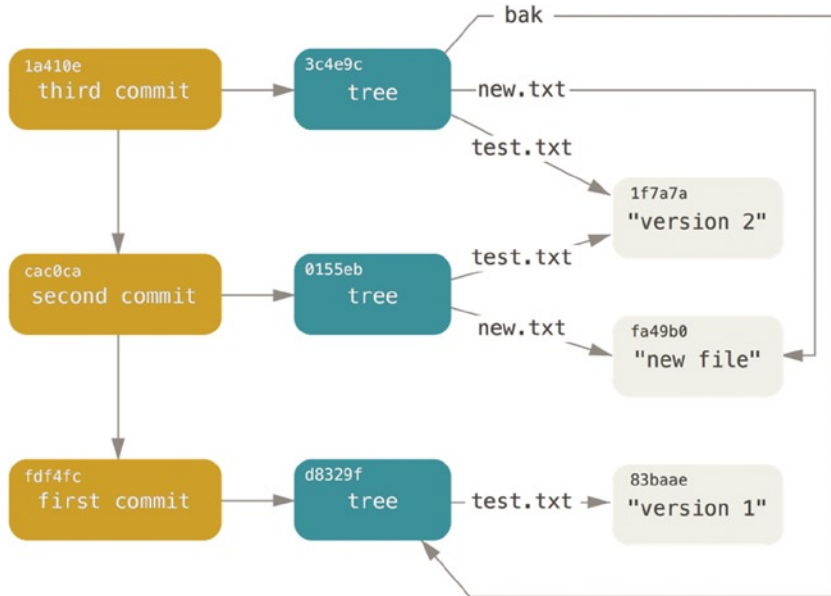 bak
1a410e
third commit
3c4e9c
tree
new.txt
test.txt
1f7a7a
"version 2"
cac0ca
second commit
0155eb
tree
test.txt
new.txt
fa49b0
"new file"
fdf4fc
first commit
d8329f
tree
test.txt
83baae
"version 1"